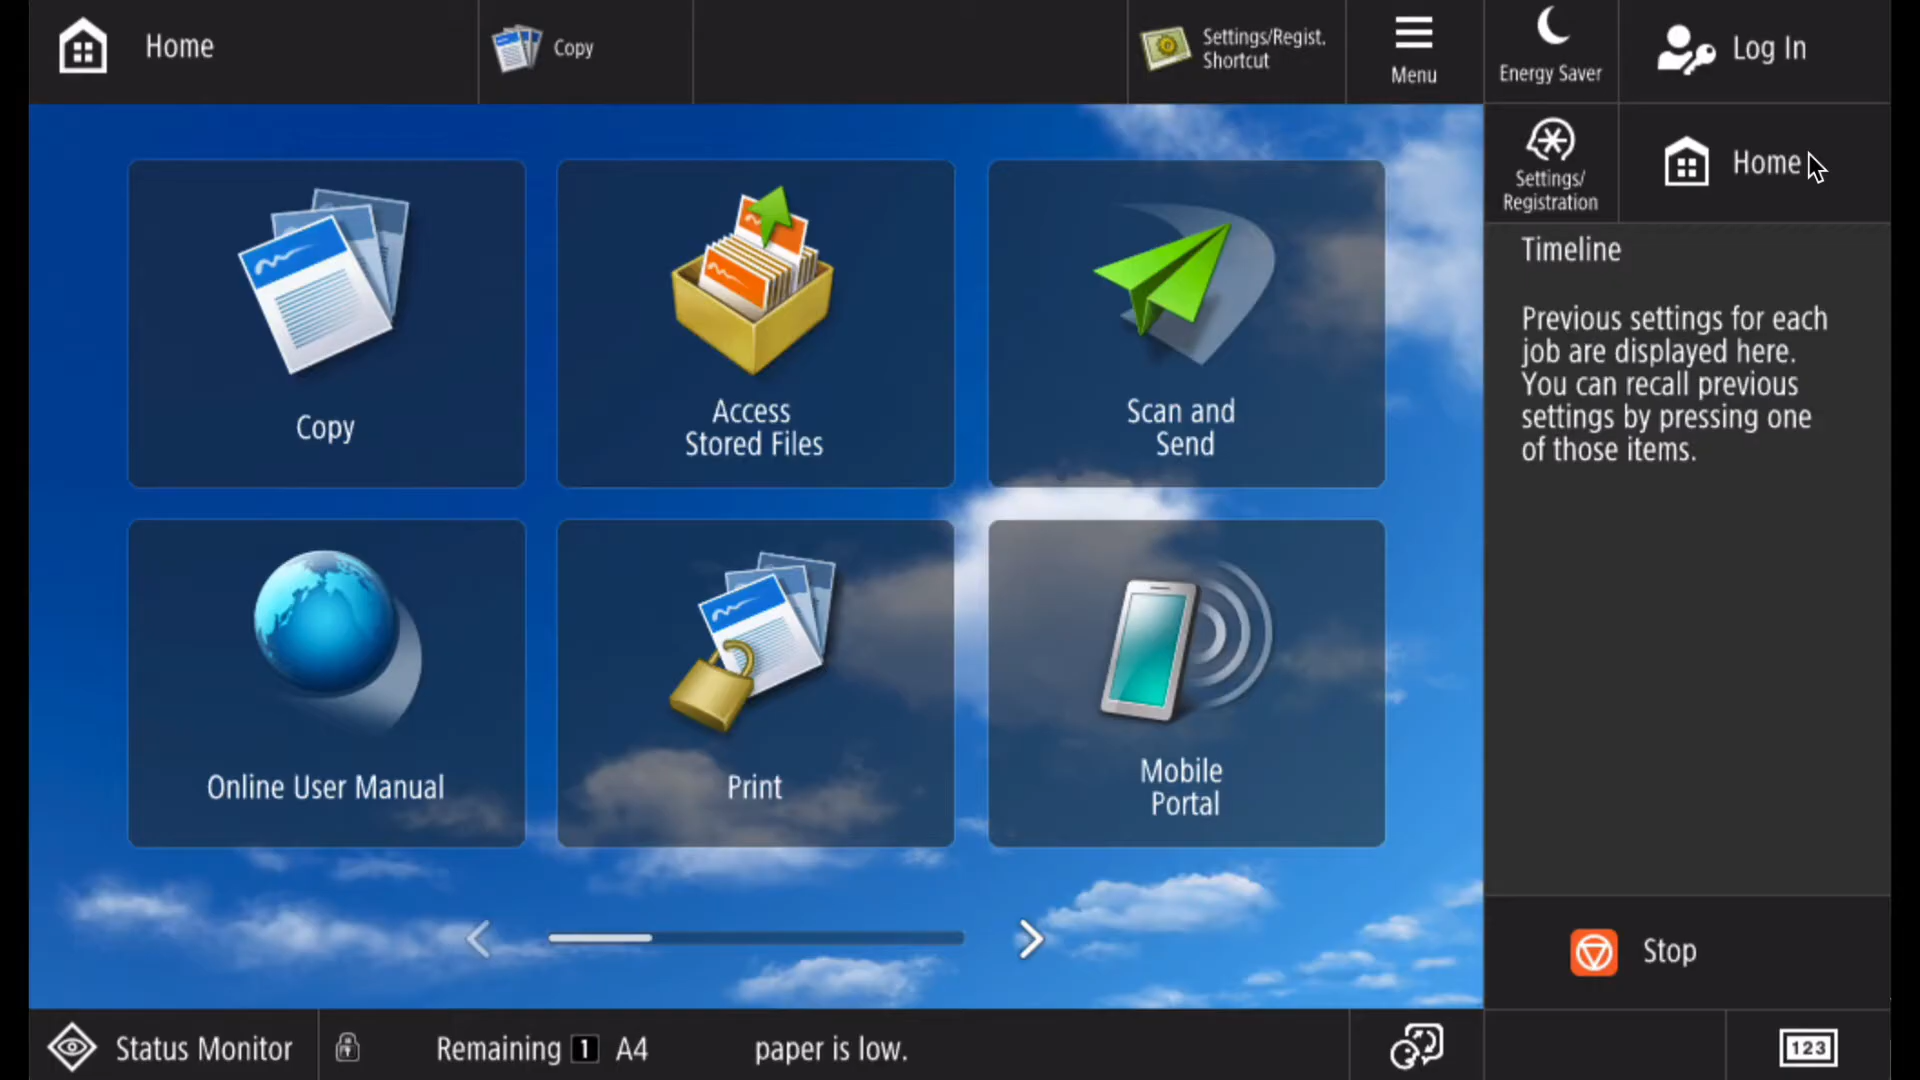 Home
Copy
Settings/Regist.
Shortcut
Menu
Energy Saver
Log In
Settings/
Registration
Home
Timeline
Previous settings for each
job are displayed here.
You can recall previous
settings by pressing one
of those items.
Copy
Access
Stored Files
Scan and
Send
Online User Manual
Print
Mobile
Portal
Stop
Status Monitor
Remaining 1 A4 paper is low.
123